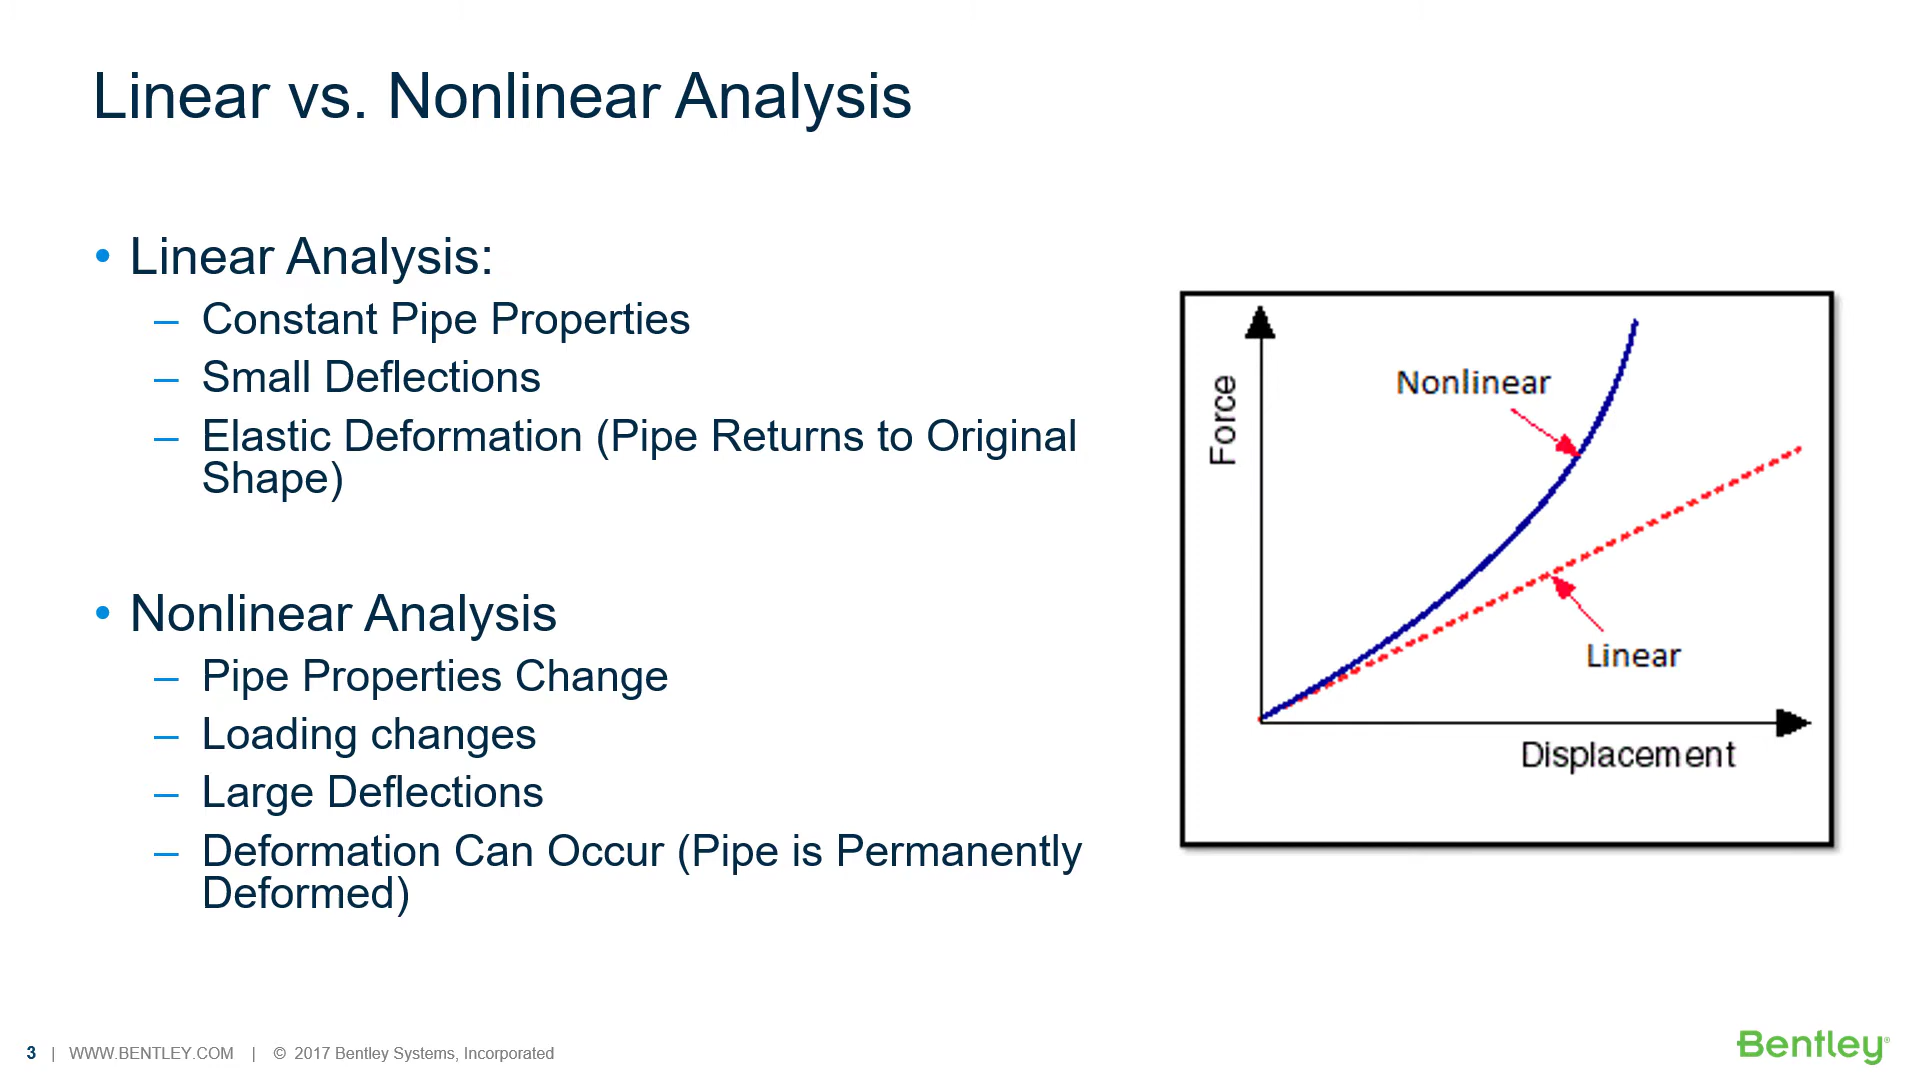 Linear vs. Nonlinear Analysis
• Linear Analysis:
– Constant Pipe Properties
– Small Deflections
– Elastic Deformation (Pipe Returns to Original
Shape)
• Nonlinear Analysis
– Pipe Properties Change
– Loading changes
– Large Deflections
– Deformation Can Occur (Pipe is Permanently
Deformed)
Force
Nonlinear
Linear
Displacement
3 | WWW.BENTLEY.COM | © 2017 Bentley Systems, Incorporated
Bentley®